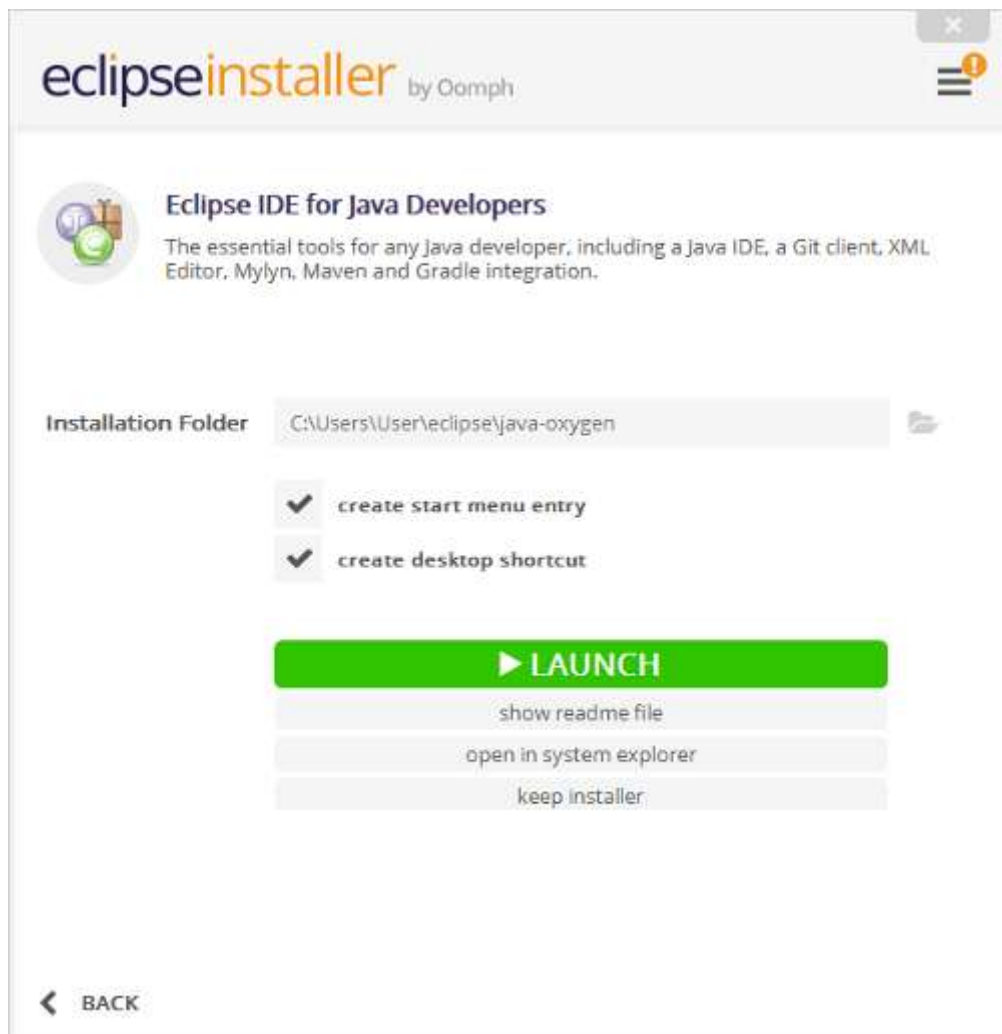 eclipseinstaller by Oomph
Eclipse IDE for Java Developers
The essential tools for any Java developer, including a Java IDE, a Git client, XML
Editor, Mylyn, Maven and Gradle integration.
Installation Folder C:\Users\User\eclipse\java-oxygen
create start menu entry
create desktop shortcut
LAUNCH
show readme file
open in system explorer
keep installer
BACK